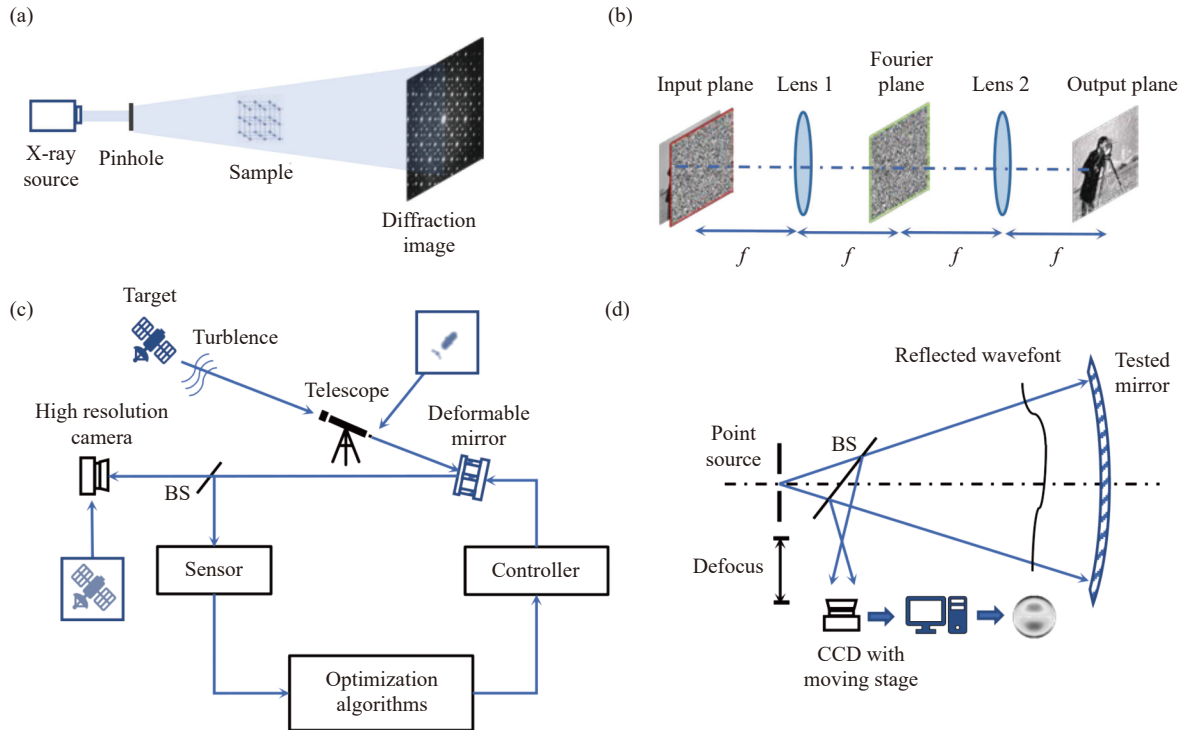 (a)
X-ray
source
Pinhole
Sample
Diffraction
image
(b)
Input plane
Lens 1
Fourier
plane
Lens 2
Output plane
f
f
f
f
(c)
Target
Turblence
Telescope
High resolution
camera
Deformable
mirror
BS
Sensor
Controller
Optimization
algorithms
(d)
Reflected wavefont
Tested
mirror
Point
source
BS
Defocus
CCD with
moving stage